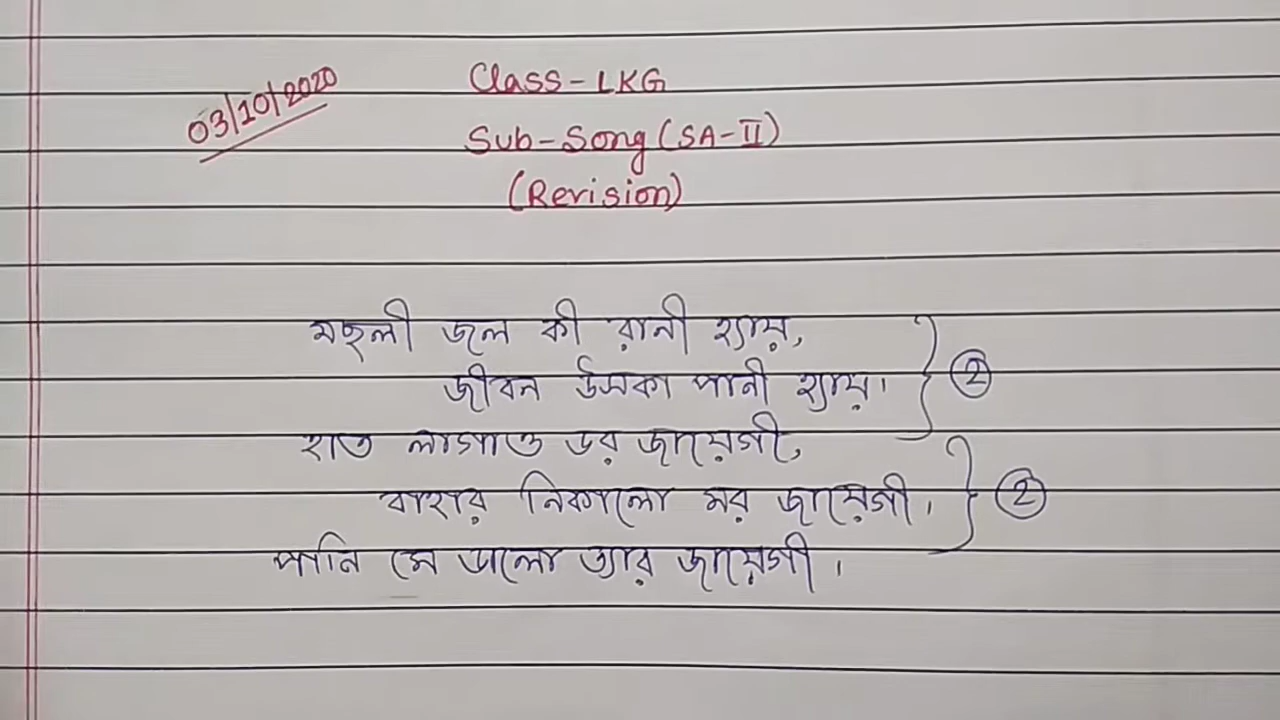 03/10/2020
Class-LKG
Sub-Song (SA-II)
(Revision)
মছলী জল কী রানী হ্যায়,
জীবন উসকা পানী হ্যায়। } ②
হাত লাগাও ডর জায়েগী,
বাহার নিকালো মর জায়েগী। } ②
পানি মে ডালো ত্যার জায়েগী।